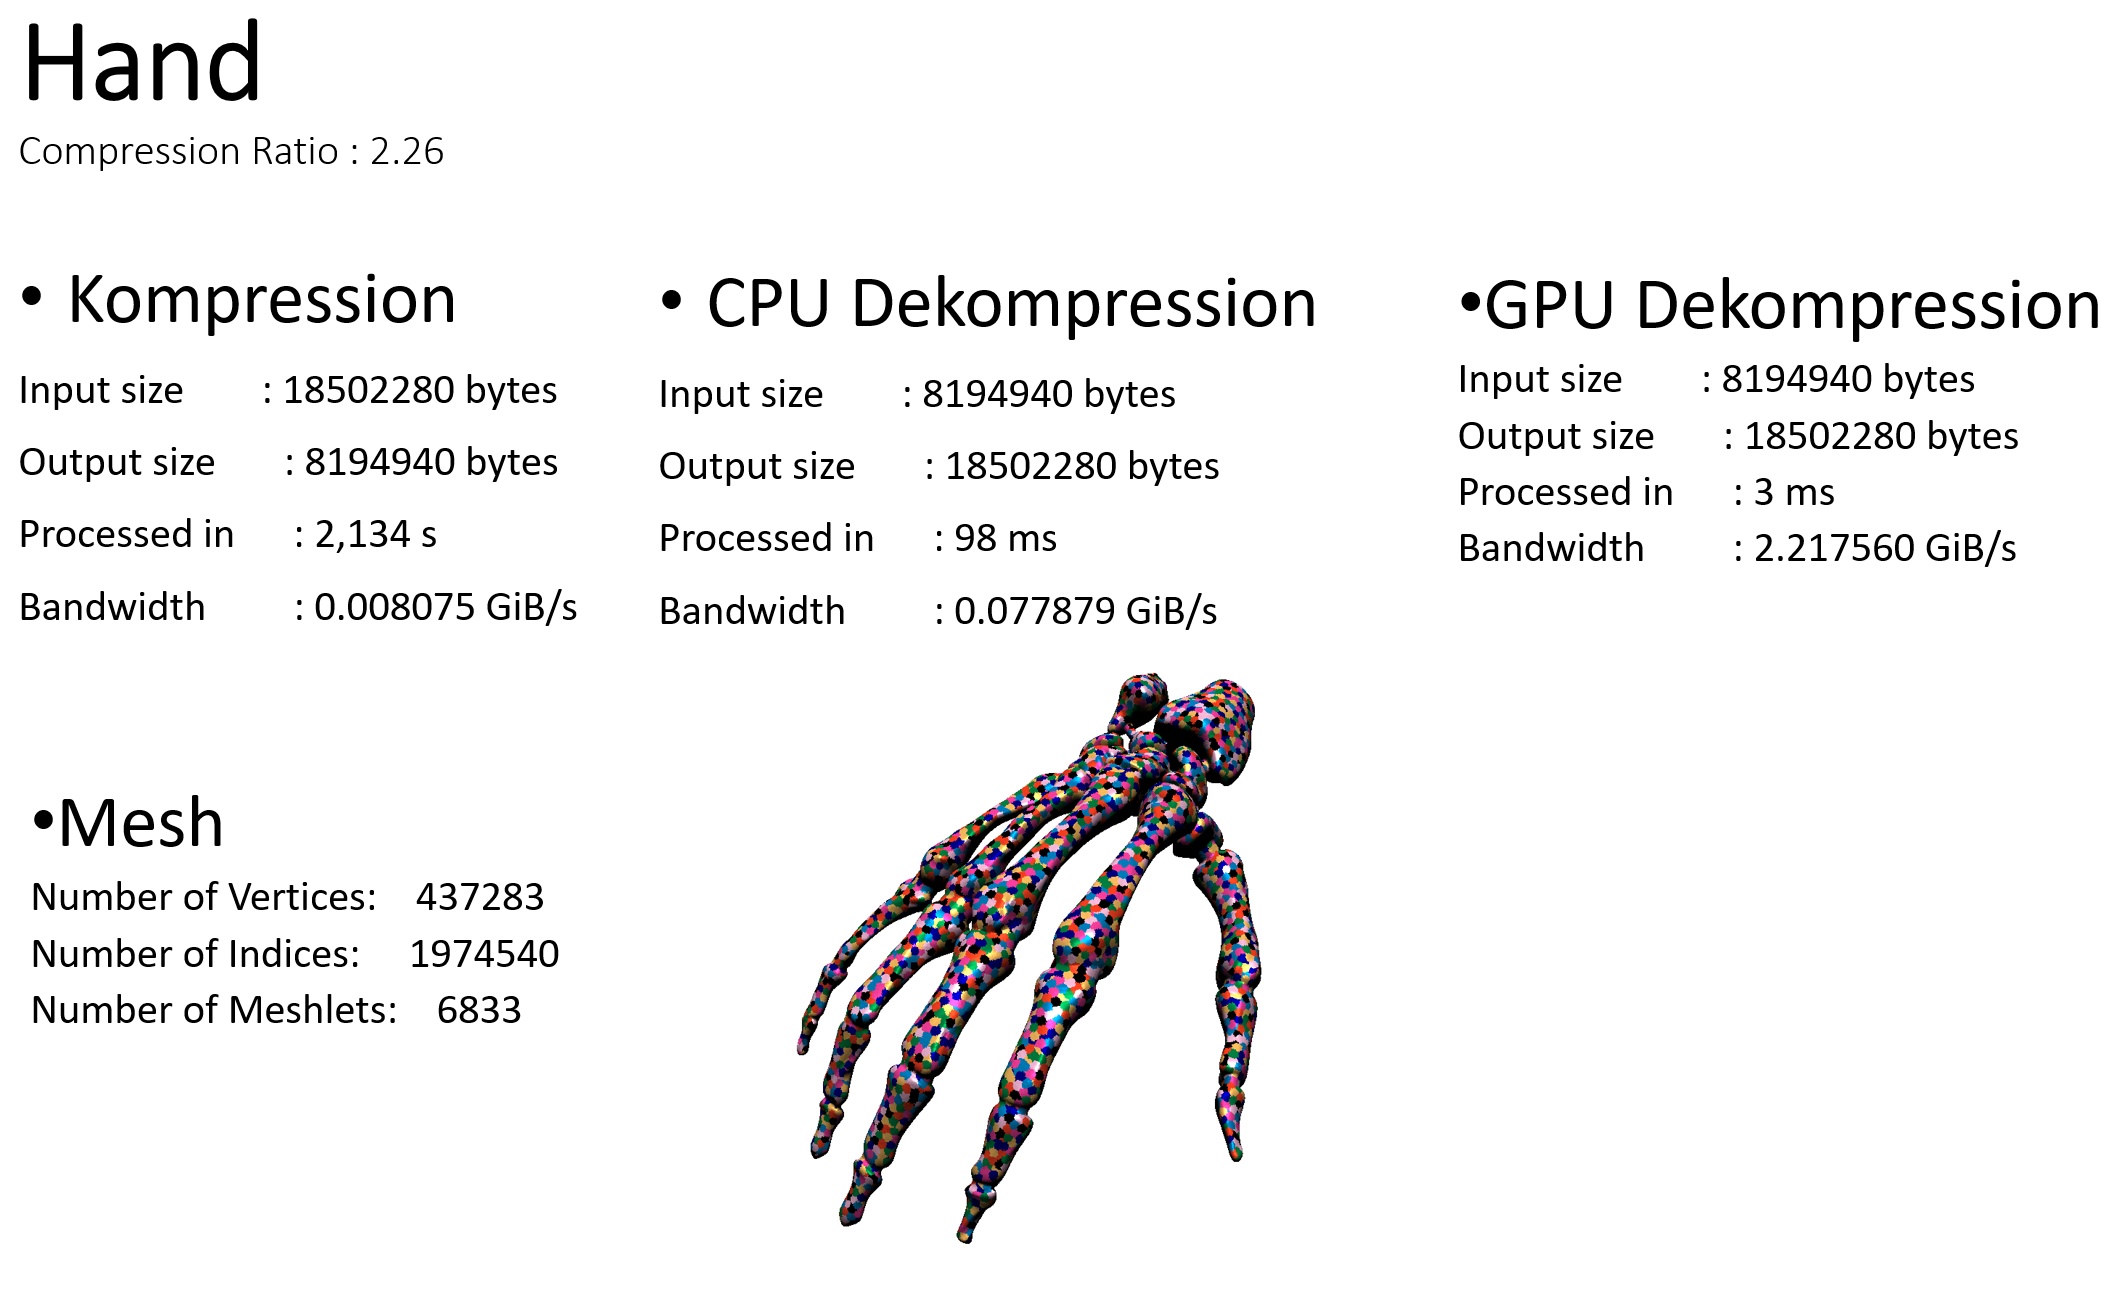 Hand
Compression Ratio : 2.26
• Kompression
Input size : 18502280 bytes
Output size : 8194940 bytes
Processed in : 2,134 s
Bandwidth : 0.008075 GiB/s
• CPU Dekompression
Input size : 8194940 bytes
Output size : 18502280 bytes
Processed in : 98 ms
Bandwidth : 0.077879 GiB/s
•GPU Dekompression
Input size : 8194940 bytes
Output size : 18502280 bytes
Processed in : 3 ms
Bandwidth : 2.217560 GiB/s
•Mesh
Number of Vertices: 437283
Number of Indices: 1974540
Number of Meshlets: 6833